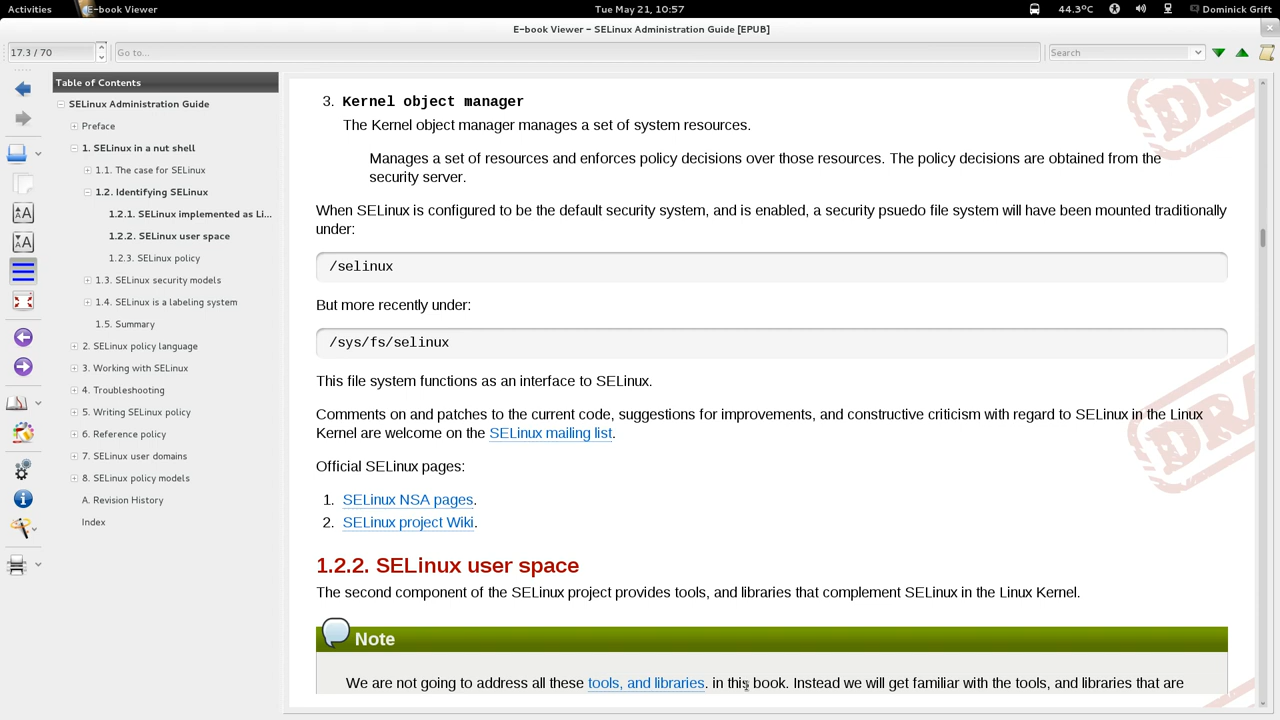 Activities
E-book Viewer
Tue May 21, 10:57
44.3°C
Dominick Grift
E-book Viewer - SELinux Administration Guide [EPUB]
17.3 / 70
Go to...
Search
Table of Contents
SELinux Administration Guide
Preface
1. SELinux in a nut shell
1.1. The case for SELinux
1.2. Identifying SELinux
1.2.1. SELinux implemented as Li...
1.2.2. SELinux user space
1.2.3. SELinux policy
1.3. SELinux security models
1.4. SELinux is a labeling system
1.5. Summary
2. SELinux policy language
3. Working with SELinux
4. Troubleshooting
5. Writing SELinux policy
6. Reference policy
7. SELinux user domains
8. SELinux policy models
A. Revision History
Index
3. Kernel object manager
The Kernel object manager manages a set of system resources.
Manages a set of resources and enforces policy decisions over those resources. The policy decisions are obtained from the
security server.
When SELinux is configured to be the default security system, and is enabled, a security psuedo file system will have been mounted traditionally
under:
/selinux
But more recently under:
/sys/fs/selinux
This file system functions as an interface to SELinux.
Comments on and patches to the current code, suggestions for improvements, and constructive criticism with regard to SELinux in the Linux
Kernel are welcome on the SELinux mailing list.
Official SELinux pages:
1. SELinux NSA pages.
2. SELinux project Wiki.
1.2.2. SELinux user space
The second component of the SELinux project provides tools, and libraries that complement SELinux in the Linux Kernel.
Note
We are not going to address all these tools, and libraries. in this book. Instead we will get familiar with the tools, and libraries that are